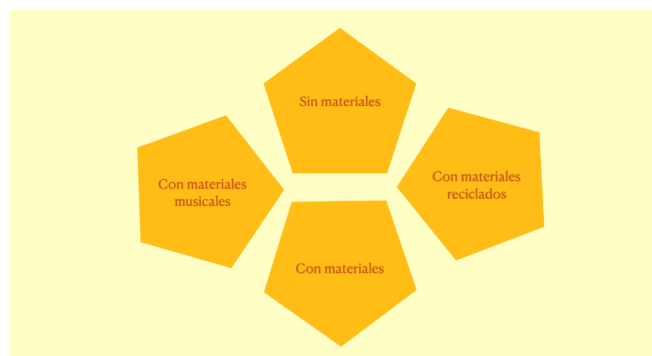 Sin materiales
Con materiales
musicales
Con materiales
reciclados
Con materiales